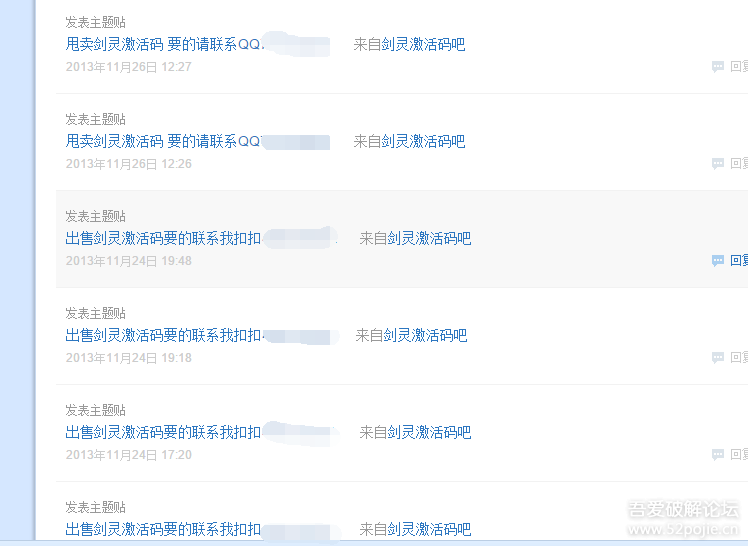 发表主题贴
甩卖剑灵激活码 要的请联系QQ 来自剑灵激活码吧
2013年11月26日 12:27
回
发表主题贴
甩卖剑灵激活码 要的请联系QQ 来自剑灵激活码吧
2013年11月26日 12:26
回
发表主题贴
出售剑灵激活码要的联系我扣扣 来自剑灵激活码吧
2013年11月24日 19:48
回
发表主题贴
出售剑灵激活码要的联系我扣扣 来自剑灵激活码吧
2013年11月24日 19:18
回
发表主题贴
出售剑灵激活码要的联系我扣扣 来自剑灵激活码吧
2013年11月24日 17:20
回
发表主题贴
出售剑灵激活码要的联系我扣扣 来自剑灵激活码吧
吾爱破解论坛
www.52pojie.cn